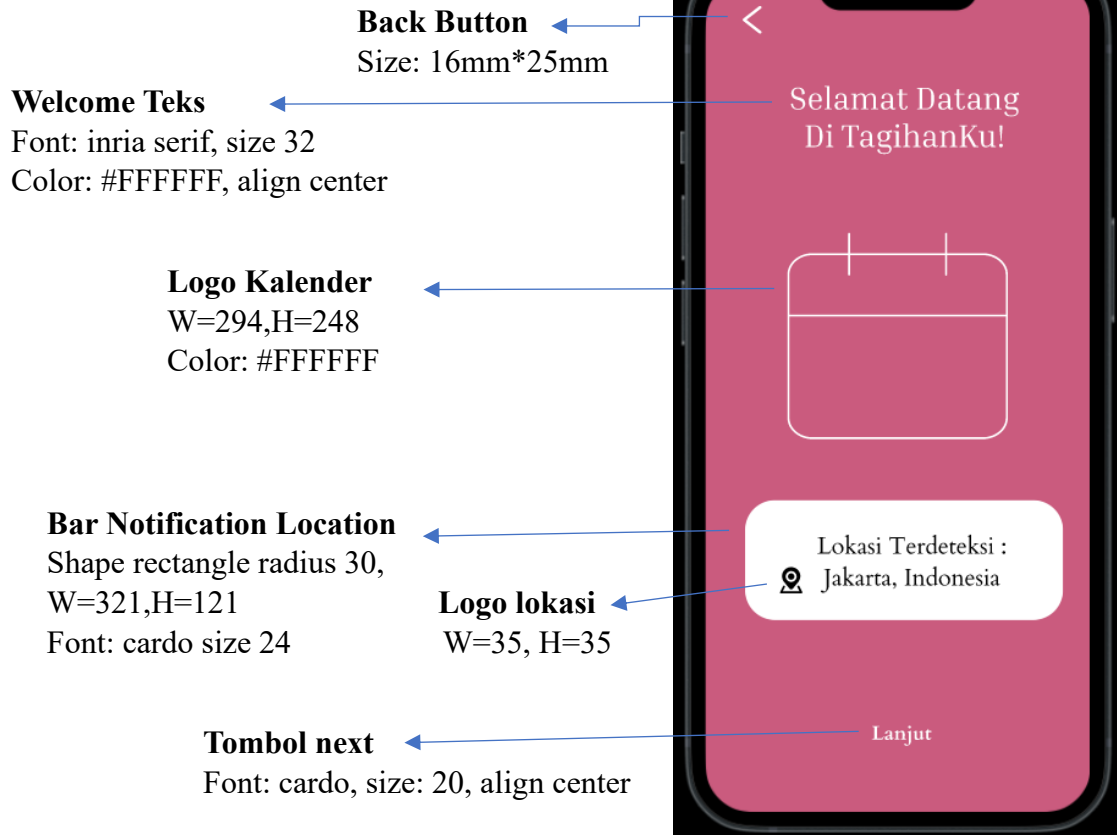 Back Button
Size: 16mm*25mm
Welcome Teks
Font: inria serif, size 32
Color: #FFFFFF, align center
Logo Kalender
W=294,H=248
Color: #FFFFFF
Bar Notification Location
Shape rectangle radius 30,
W=321,H=121
Font: cardo size 24
Logo lokasi
W=35, H=35
Tombol next
Font: cardo, size: 20, align center
Selamat Datang
Di TagihanKu!
Lokasi Terdeteksi :
Jakarta, Indonesia
Lanjut